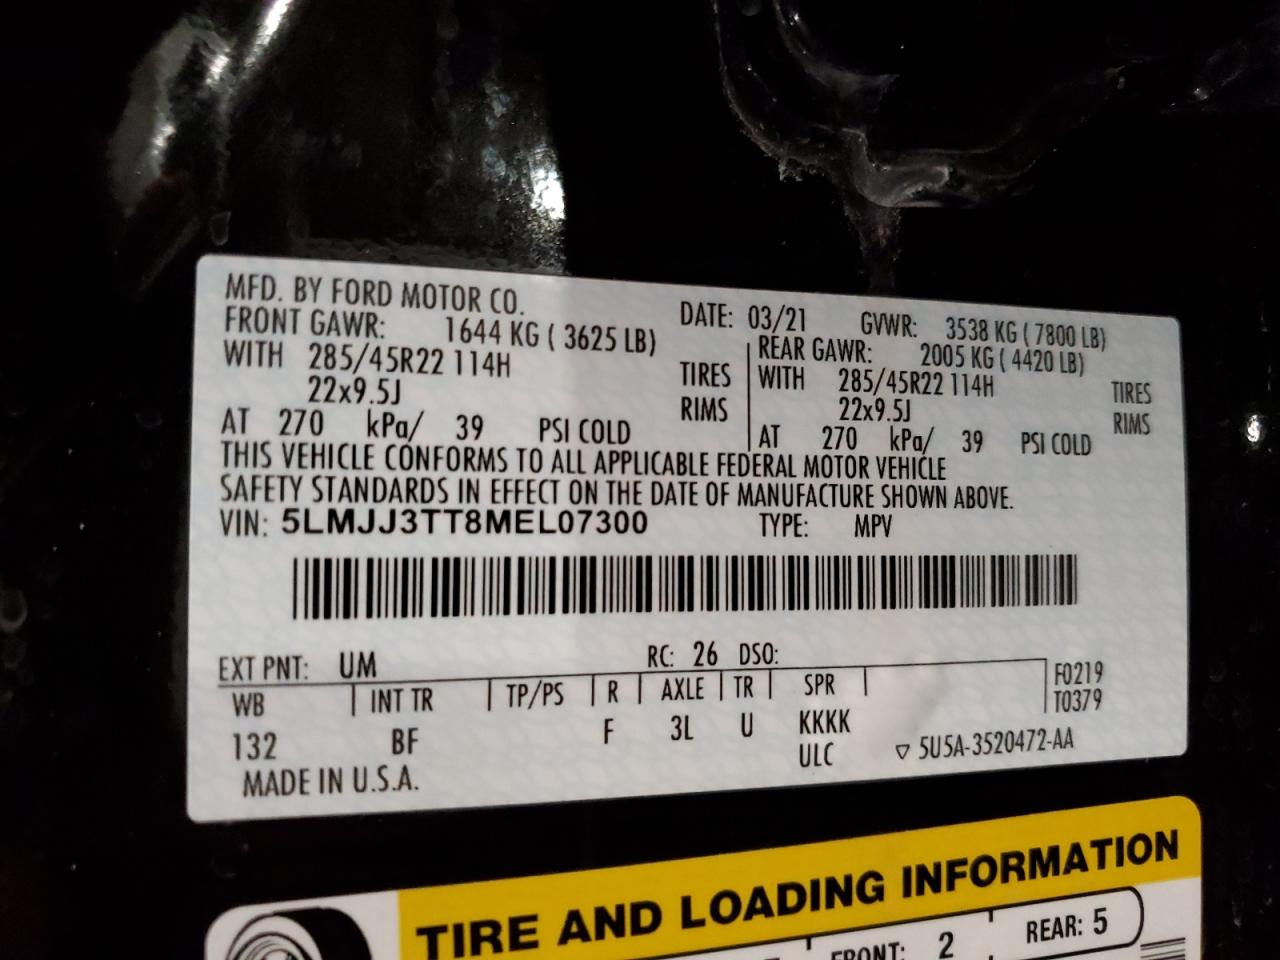 MFD. BY FORD MOTOR CO.
DATE: 03/21 GVWR: 3538 KG ( 7800 LB)
FRONT GAWR: 1644 KG ( 3625 LB)
WITH 285/45R22 114H TIRES
22x9.5J RIMS
AT 270 kPa/ 39 PSI COLD
REAR GAWR: 2005 KG ( 4420 LB)
WITH 285/45R22 114H TIRES
22x9.5J RIMS
AT 270 kPa/ 39 PSI COLD
THIS VEHICLE CONFORMS TO ALL APPLICABLE FEDERAL MOTOR VEHICLE
SAFETY STANDARDS IN EFFECT ON THE DATE OF MANUFACTURE SHOWN ABOVE.
VIN: 5LMJJ3TT8MEL07300 TYPE: MPV
EXT PNT: UM RC: 26 DSO:
WB INT TR TP/PS R AXLE TR SPR F0219
T0379
132 BF F 3L U KKKK
ULC ▽ 5U5A-3520472-AA
MADE IN U.S.A.
TIRE AND LOADING INFORMATION
FRONT: 2 REAR: 5